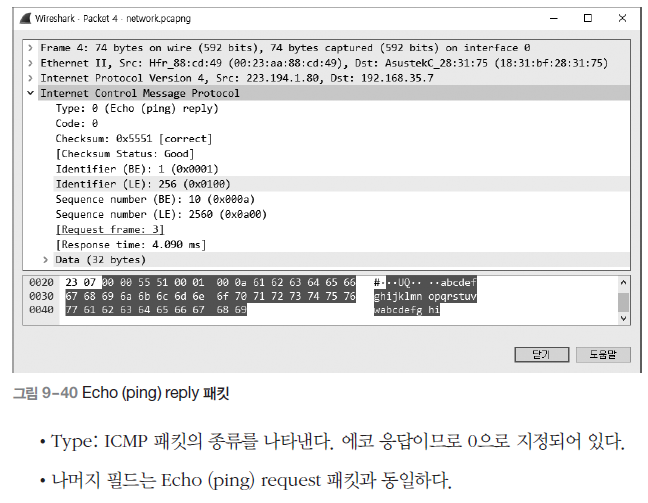 Wireshark · Packet 4 · network.pcapng
Frame 4: 74 bytes on wire (592 bits), 74 bytes captured (592 bits) on interface 0
Ethernet II, Src: Hfr_88:cd:49 (00:23:aa:88:cd:49), Dst: AsustekC_28:31:75 (18:31:bf:28:31:75)
Internet Protocol Version 4, Src: 223.194.1.80, Dst: 192.168.35.7
Internet Control Message Protocol
Type: 0 (Echo (ping) reply)
Code: 0
Checksum: 0x5551 [correct]
[Checksum Status: Good]
Identifier (BE): 1 (0x0001)
Identifier (LE): 256 (0x0100)
Sequence number (BE): 10 (0x000a)
Sequence number (LE): 2560 (0x0a00)
[Request frame: 3]
[Response time: 4.090 ms]
Data (32 bytes)
0020 23 07 00 00 55 51 00 01 00 0a 61 62 63 64 65 66 #···UQ·· ··abcdef
0030 67 68 69 6a 6b 6c 6d 6e 6f 70 71 72 73 74 75 76 ghijklmn opqrstuv
0040 77 61 62 63 64 65 66 67 68 69 wabcdefg hi
닫기 도움말
그림 9-40 Echo (ping) reply 패킷
• Type: ICMP 패킷의 종류를 나타낸다. 에코 응답이므로 0으로 지정되어 있다.
• 나머지 필드는 Echo (ping) request 패킷과 동일하다.